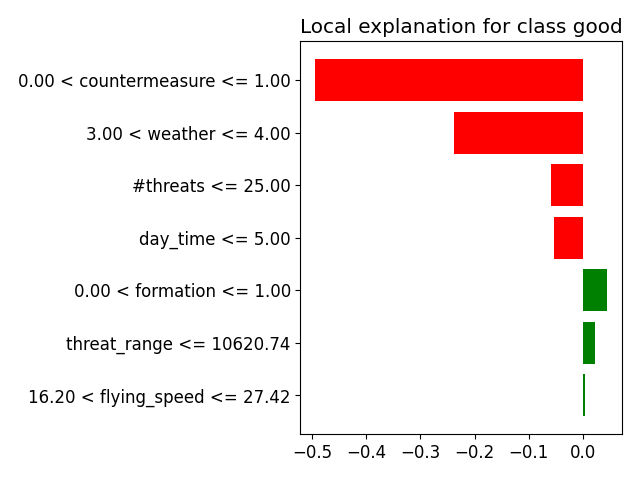 Local explanation for class good
0.00 < countermeasure <= 1.00
3.00 < weather <= 4.00
#threats <= 25.00
day_time <= 5.00
0.00 < formation <= 1.00
threat_range <= 10620.74
16.20 < flying_speed <= 27.42
−0.5 −0.4 −0.3 −0.2 −0.1 0.0